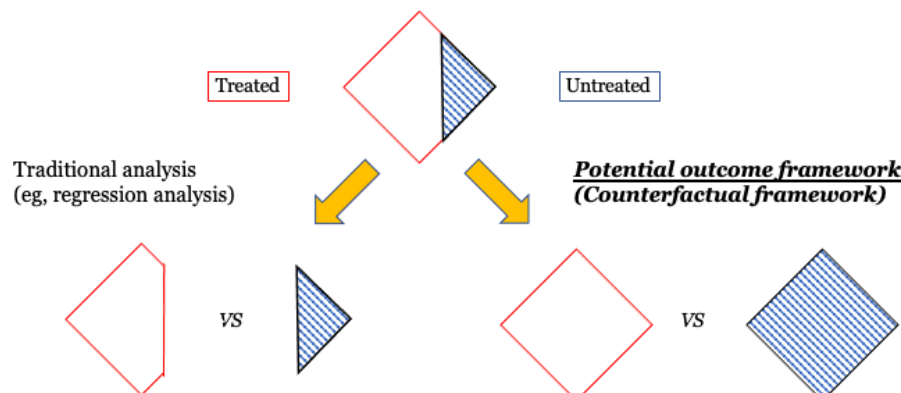 Treated
Untreated
Traditional analysis
(eg, regression analysis)
Potential outcome framework
(Counterfactual framework)
VS
VS